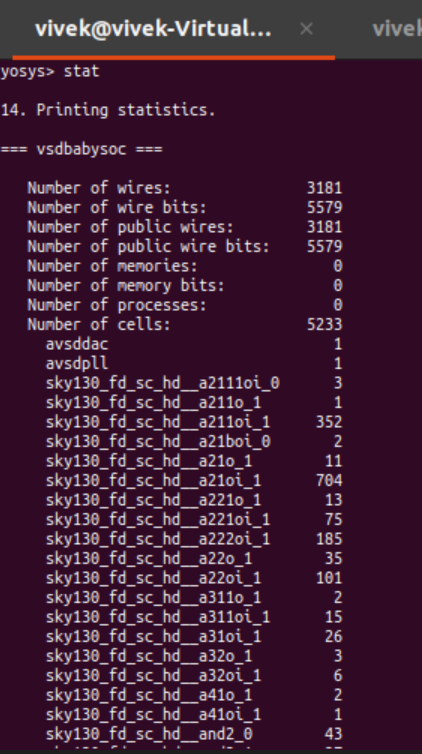 vivek@vivek-Virtual... × vivek
yosys> stat
14. Printing statistics.
=== vsdbabysoc ===
Number of wires: 3181
Number of wire bits: 5579
Number of public wires: 3181
Number of public wire bits: 5579
Number of memories: 0
Number of memory bits: 0
Number of processes: 0
Number of cells: 5233
avsddac 1
avsdpll 1
sky130_fd_sc_hd__a2111oi_0 3
sky130_fd_sc_hd__a211o_1 1
sky130_fd_sc_hd__a211oi_1 352
sky130_fd_sc_hd__a21boi_0 2
sky130_fd_sc_hd__a21o_1 11
sky130_fd_sc_hd__a21oi_1 704
sky130_fd_sc_hd__a221o_1 13
sky130_fd_sc_hd__a221oi_1 75
sky130_fd_sc_hd__a222oi_1 185
sky130_fd_sc_hd__a22o_1 35
sky130_fd_sc_hd__a22oi_1 101
sky130_fd_sc_hd__a311o_1 2
sky130_fd_sc_hd__a311oi_1 15
sky130_fd_sc_hd__a31oi_1 26
sky130_fd_sc_hd__a32o_1 3
sky130_fd_sc_hd__a32oi_1 6
sky130_fd_sc_hd__a41o_1 2
sky130_fd_sc_hd__a41oi_1 1
sky130_fd_sc_hd__and2_0 43